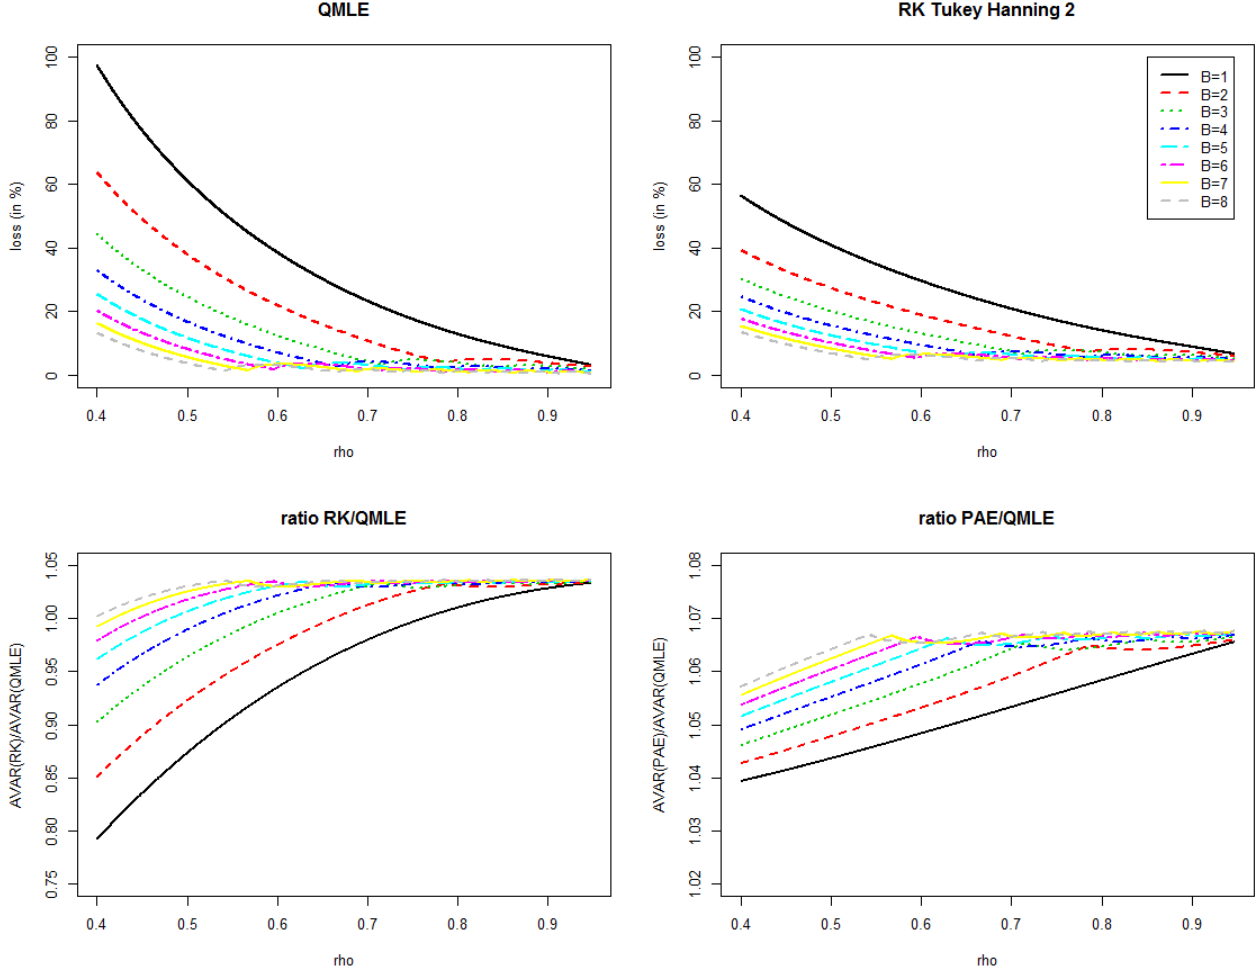 QMLE
loss (in %)
100
80
60
40
20
0
0.4 0.5 0.6 0.7 0.8 0.9
rho
RK Tukey Hanning 2
loss (in %)
100
80
60
40
20
0
B=1
B=2
B=3
B=4
B=5
B=6
B=7
B=8
0.4 0.5 0.6 0.7 0.8 0.9
rho
ratio RK/QMLE
AVAR(RK)/AVAR(QMLE)
1.05
1.00
0.95
0.90
0.85
0.80
0.75
0.4 0.5 0.6 0.7 0.8 0.9
rho
ratio PAE/QMLE
AVAR(PAE)/AVAR(QMLE)
1.08
1.07
1.06
1.05
1.04
1.03
1.02
0.4 0.5 0.6 0.7 0.8 0.9
rho